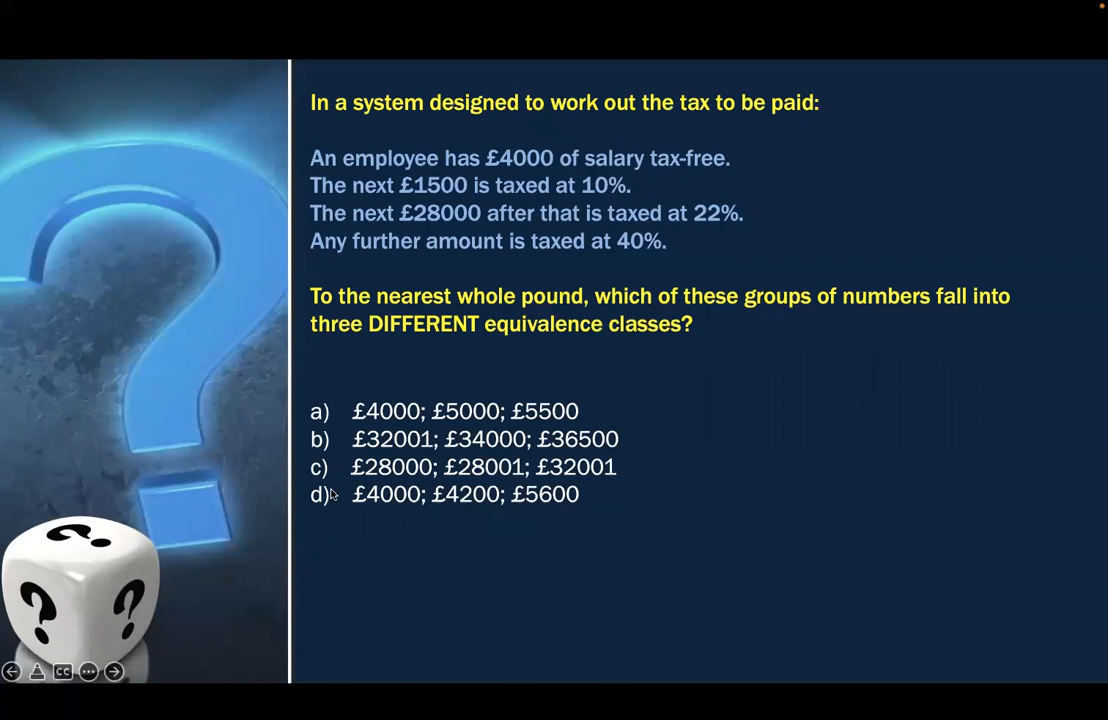 In a system designed to work out the tax to be paid:
An employee has £4000 of salary tax-free.
The next £1500 is taxed at 10%.
The next £28000 after that is taxed at 22%.
Any further amount is taxed at 40%.
To the nearest whole pound, which of these groups of numbers fall into
three DIFFERENT equivalence classes?
a) £4000; £5000; £5500
b) £32001; £34000; £36500
c) £28000; £28001; £32001
d) £4000; £4200; £5600
? ? ?
CC